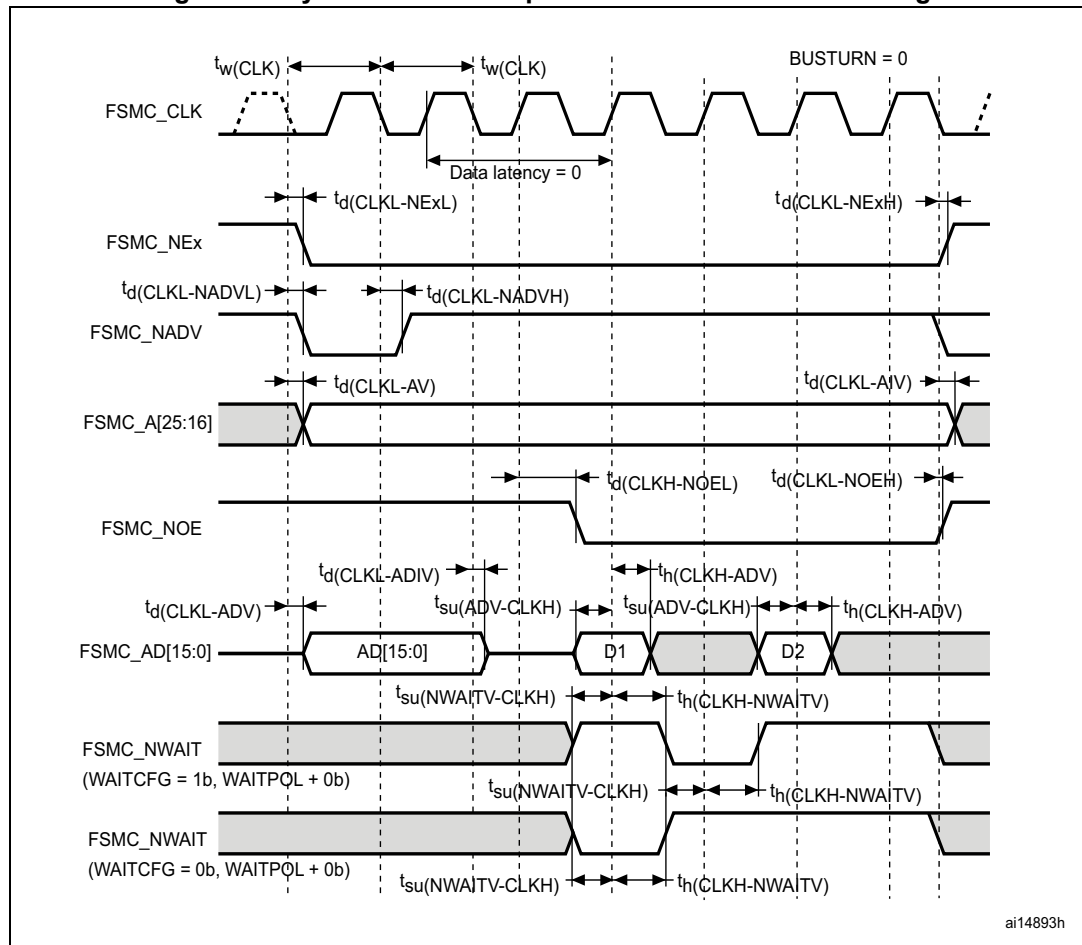 tw(CLK)
tw(CLK)
BUSTURN = 0
FSMC_CLK
Data latency = 0
td(CLKL-NExL)
td(CLKL-NExH)
FSMC_NEx
td(CLKL-NADVL)
td(CLKL-NADVH)
FSMC_NADV
td(CLKL-AV)
td(CLKL-AIV)
FSMC_A[25:16]
td(CLKH-NOEL)
td(CLKL-NOEH)
FSMC_NOE
td(CLKL-ADIV)
th(CLKH-ADV)
td(CLKL-ADV)
tsu(ADV-CLKH)
tsu(ADV-CLKH)
th(CLKH-ADV)
FSMC_AD[15:0]
AD[15:0]
D1
D2
tsu(NWAITV-CLKH)
th(CLKH-NWAITV)
FSMC_NWAIT
(WAITCFG = 1b, WAITPOL + 0b)
tsu(NWAITV-CLKH)
th(CLKH-NWAITV)
FSMC_NWAIT
(WAITCFG = 0b, WAITPOL + 0b)
tsu(NWAITV-CLKH)
th(CLKH-NWAITV)
ai14893h